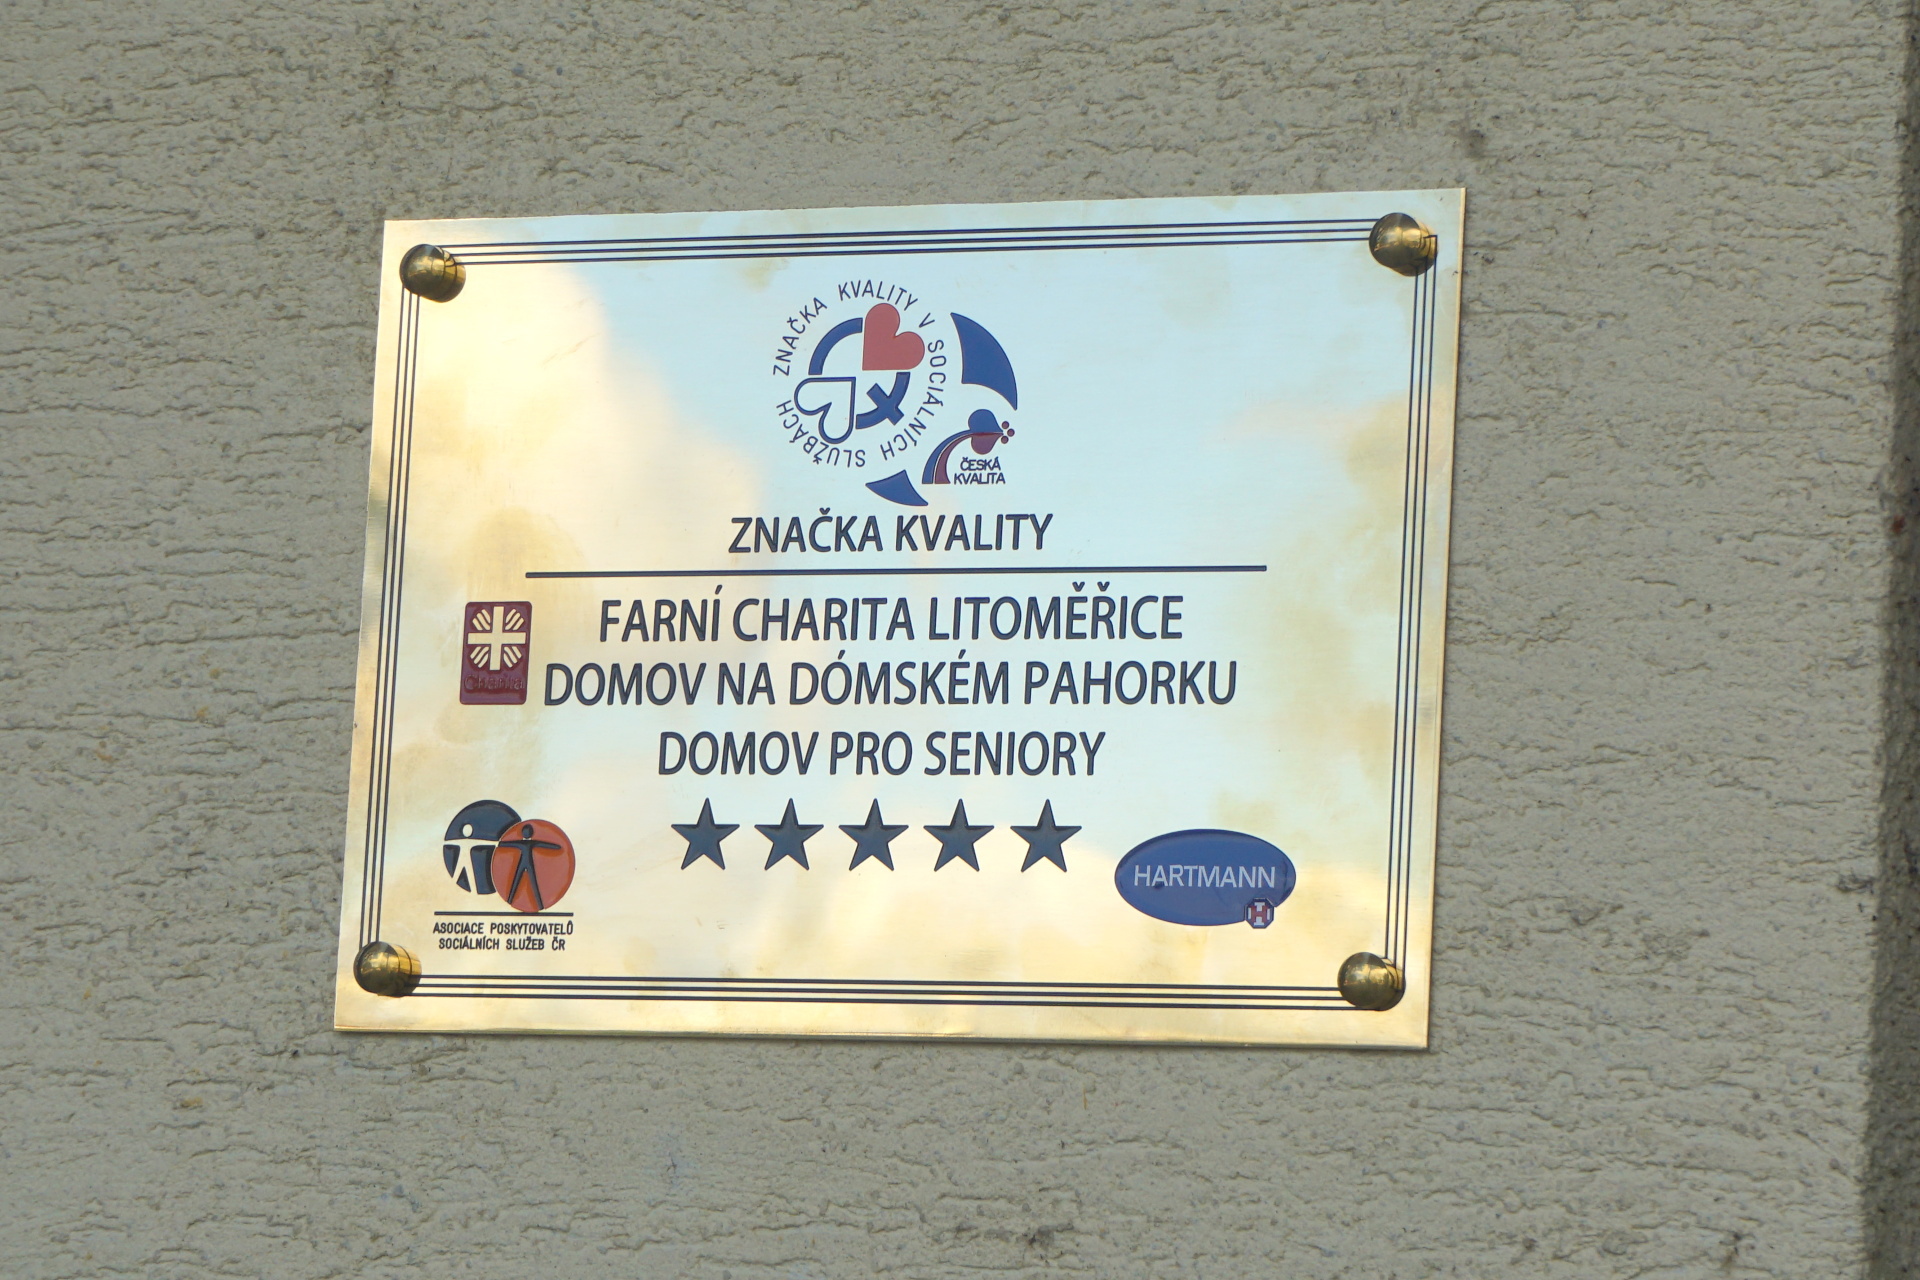 ZNAČKA KVALITY V SOCIÁLNÍCH SLUŽBÁCH
ČESKÁ
KVALITA
ZNAČKA KVALITY
FARNÍ CHARITA LITOMĚŘICE
Charita
DOMOV NA DÓMSKÉM PAHORKU
DOMOV PRO SENIORY
HARTMANN
H
ASOCIACE POSKYTOVATELŮ
SOCIÁLNÍCH SLUŽEB ČR